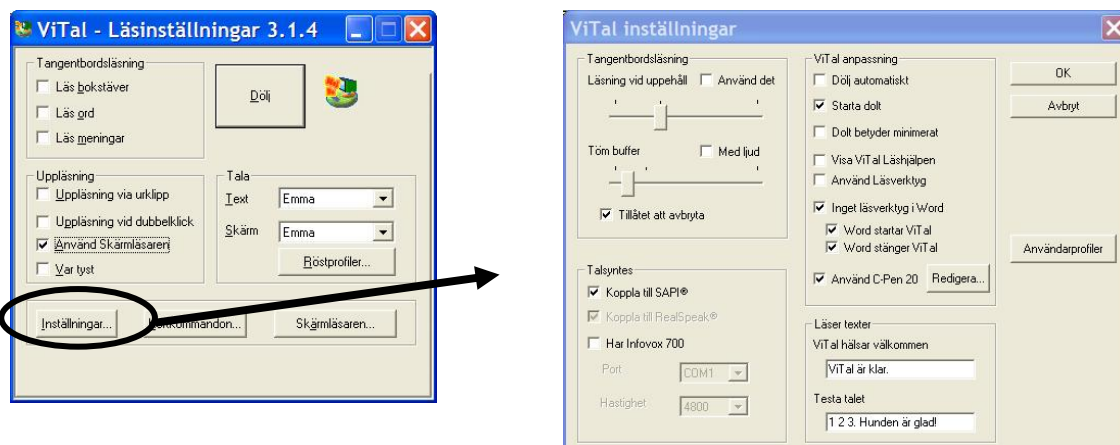 ViTal - Läsinställningar 3.1.4
Tangentbordsläsning
Läs bokstäver
Läs ord
Läs meningar
Dölj
Uppläsning
Uppläsning via urklipp
Uppläsning vid dubbelklick
Använd Skärmläsaren
Var tyst
Tala
Text Emma
Skärm Emma
Röstprofiler...
Inställningar...
Skärmläsaren...
ViTal inställningar
Tangentbordsläsning
Läsning vid uppehåll Använd det
Töm buffer Med ljud
Tillåtet att avbryta
Talsyntes
Koppla till SAPI®
Koppla till RealSpeak®
Har Infovox 700
Port COM1
Hastighet 4800
ViTal anpassning
Dölj automatiskt
Starta dolt
Dolt betyder minimerat
Visa ViTal Läshjälpen
Använd Läsverktyg
Inget läsverktyg i Word
Word startar ViTal
Word stänger ViTal
Använd C-Pen 20 Redigera...
Läser texter
ViTal hälsar välkommen
ViTal är klar.
Testa talet
1 2 3. Hunden är glad!
OK
Avbryt
Användarprofiler